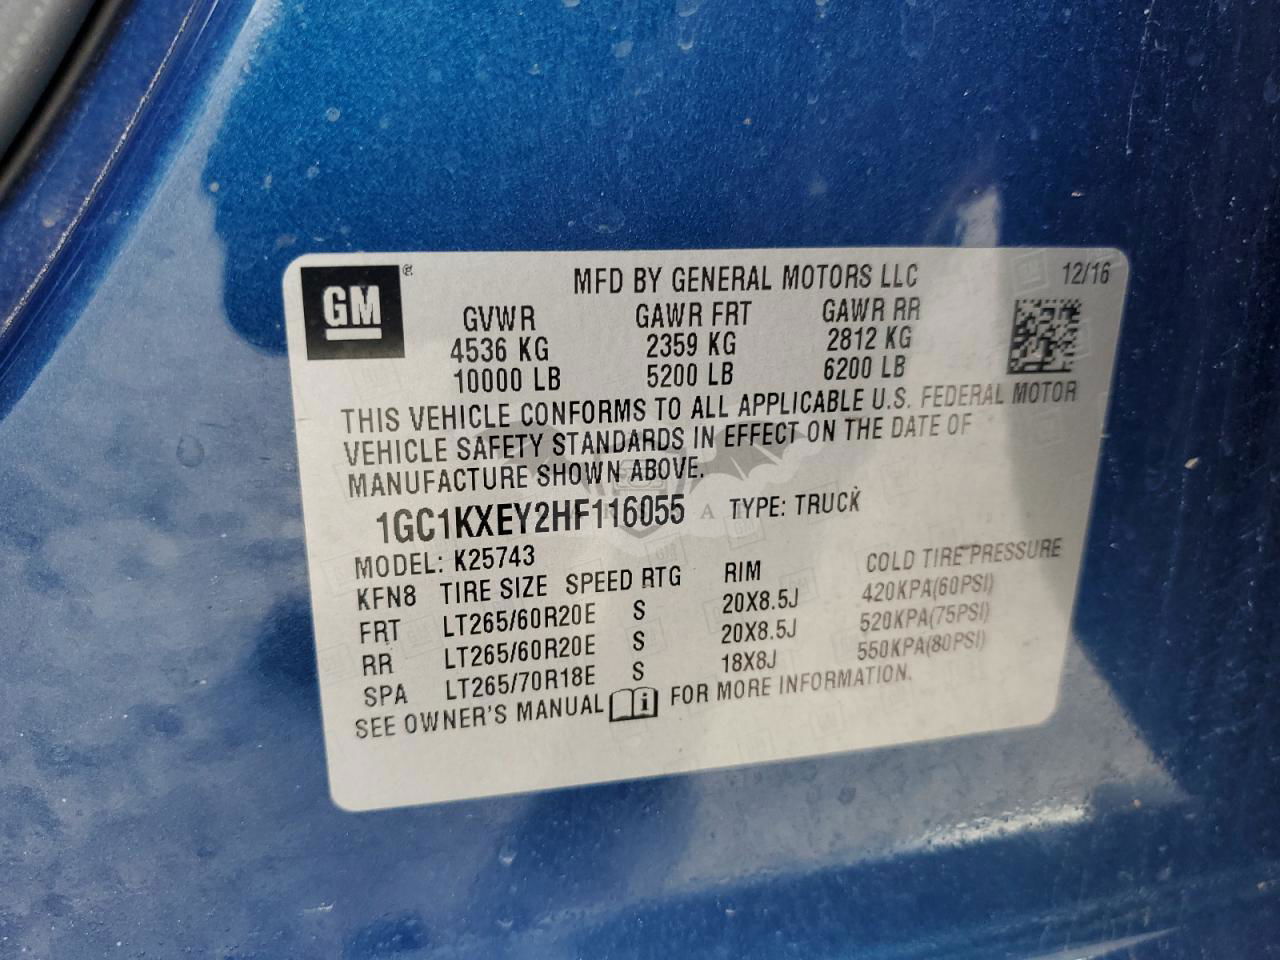 GM ®
MFD BY GENERAL MOTORS LLC 12/16
GVWR GAWR FRT GAWR RR
4536 KG 2359 KG 2812 KG
10000 LB 5200 LB 6200 LB
THIS VEHICLE CONFORMS TO ALL APPLICABLE U.S. FEDERAL MOTOR
VEHICLE SAFETY STANDARDS IN EFFECT ON THE DATE OF
MANUFACTURE SHOWN ABOVE.
1GC1KXEY2HF116055 TYPE: TRUCK
MODEL: K25743
KFN8 TIRE SIZE SPEED RTG RIM COLD TIRE PRESSURE
FRT LT265/60R20E S 20X8.5J 420KPA(60PSI)
RR LT265/60R20E S 20X8.5J 520KPA(75PSI)
SPA LT265/70R18E S 18X8J 550KPA(80PSI)
SEE OWNER'S MANUAL FOR MORE INFORMATION.